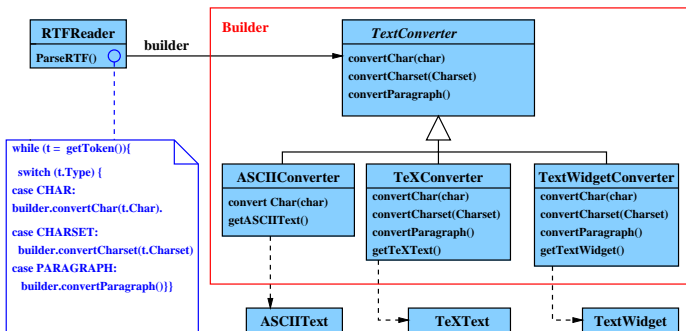 RTFReader
ParseRTF()
builder
Builder
TextConverter
convertChar(char)
convertCharset(Charset)
convertParagraph()
while (t = getToken()){
switch (t.Type) {
case CHAR:
builder.convertChar(t.Char).
case CHARSET:
builder.convertCharset(t.Charset)
case PARAGRAPH:
builder.convertParagraph()}}
ASCIIConverter
convert Char(char)
getASCIIText()
TeXConverter
convertChar(char)
convertCharset(Charset)
convertParagraph()
getTeXText()
TextWidgetConverter
convertChar(char)
convertCharset(Charset)
convertParagraph()
getTextWidget()
ASCIIText
TeXText
TextWidget